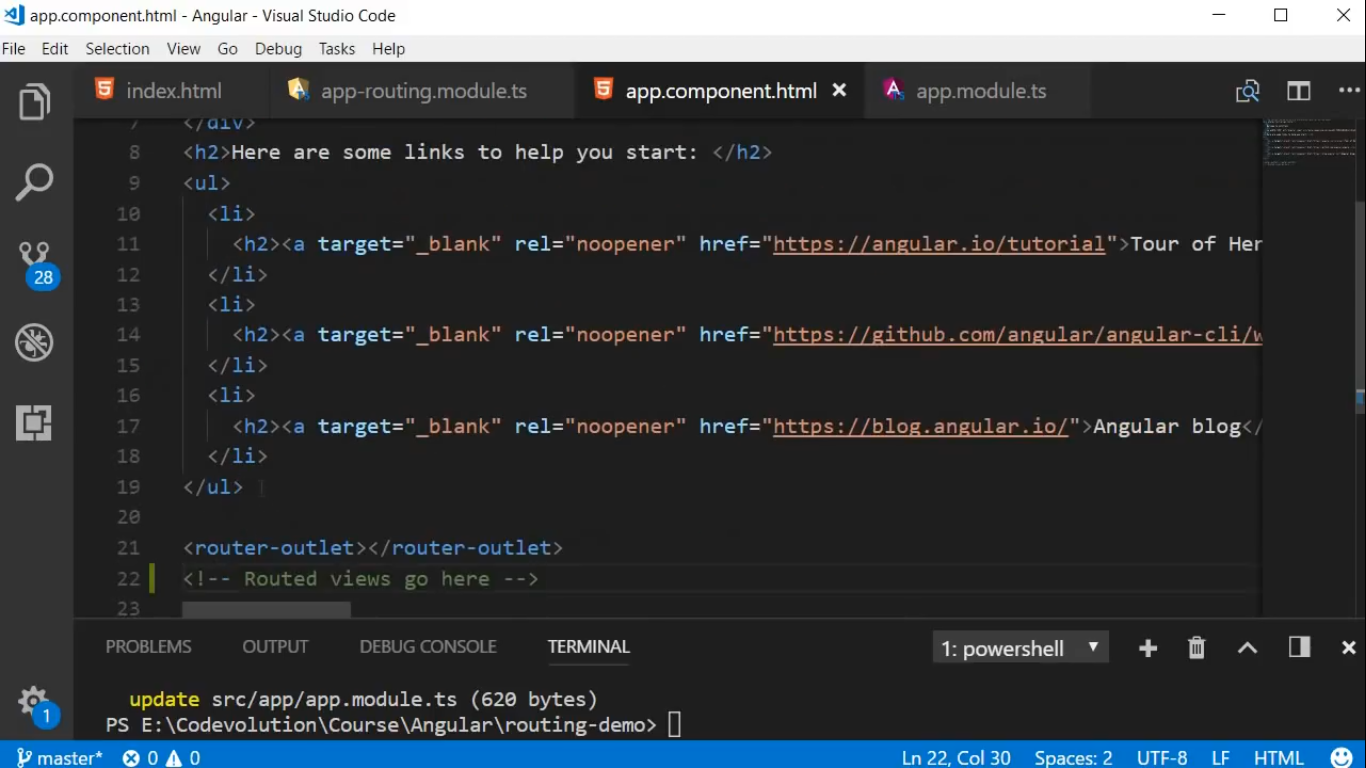 app.component.html - Angular - Visual Studio Code
File Edit Selection View Go Debug Tasks Help
index.html app-routing.module.ts app.component.html app.module.ts
7 </div>
8 <h2>Here are some links to help you start: </h2>
9 <ul>
10 <li>
11 <h2><a target="_blank" rel="noopener" href="https://angular.io/tutorial">Tour of Her
12 </li>
13 <li>
14 <h2><a target="_blank" rel="noopener" href="https://github.com/angular/angular-cli/w
15 </li>
16 <li>
17 <h2><a target="_blank" rel="noopener" href="https://blog.angular.io/">Angular blog</
18 </li>
19 </ul>
20
21 <router-outlet></router-outlet>
22 <!-- Routed views go here -->
23
28
PROBLEMS OUTPUT DEBUG CONSOLE TERMINAL 1: powershell
update src/app/app.module.ts (620 bytes)
PS E:\Codevolution\Course\Angular\routing-demo>
1
master* 0 0 Ln 22, Col 30 Spaces: 2 UTF-8 LF HTML